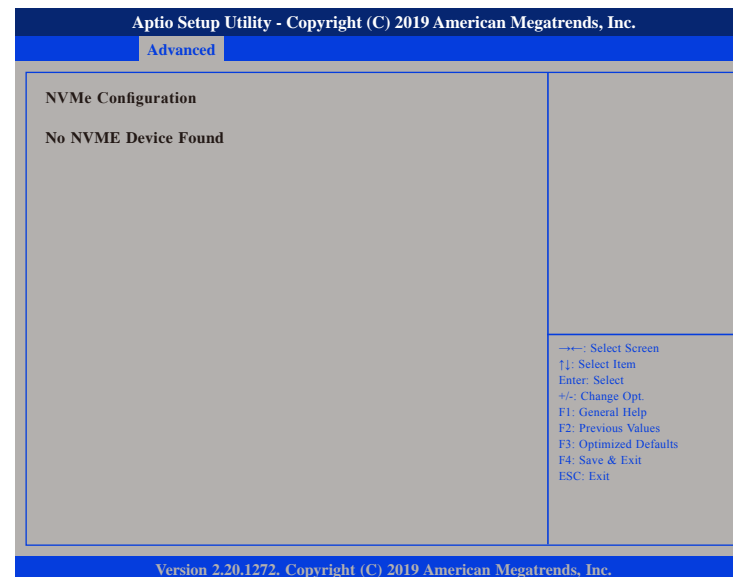 Aptio Setup Utility - Copyright (C) 2019 American Megatrends, Inc.
Advanced
NVMe Configuration
No NVME Device Found
→←: Select Screen
↑↓: Select Item
Enter: Select
+/-: Change Opt.
F1: General Help
F2: Previous Values
F3: Optimized Defaults
F4: Save & Exit
ESC: Exit
Version 2.20.1272. Copyright (C) 2019 American Megatrends, Inc.